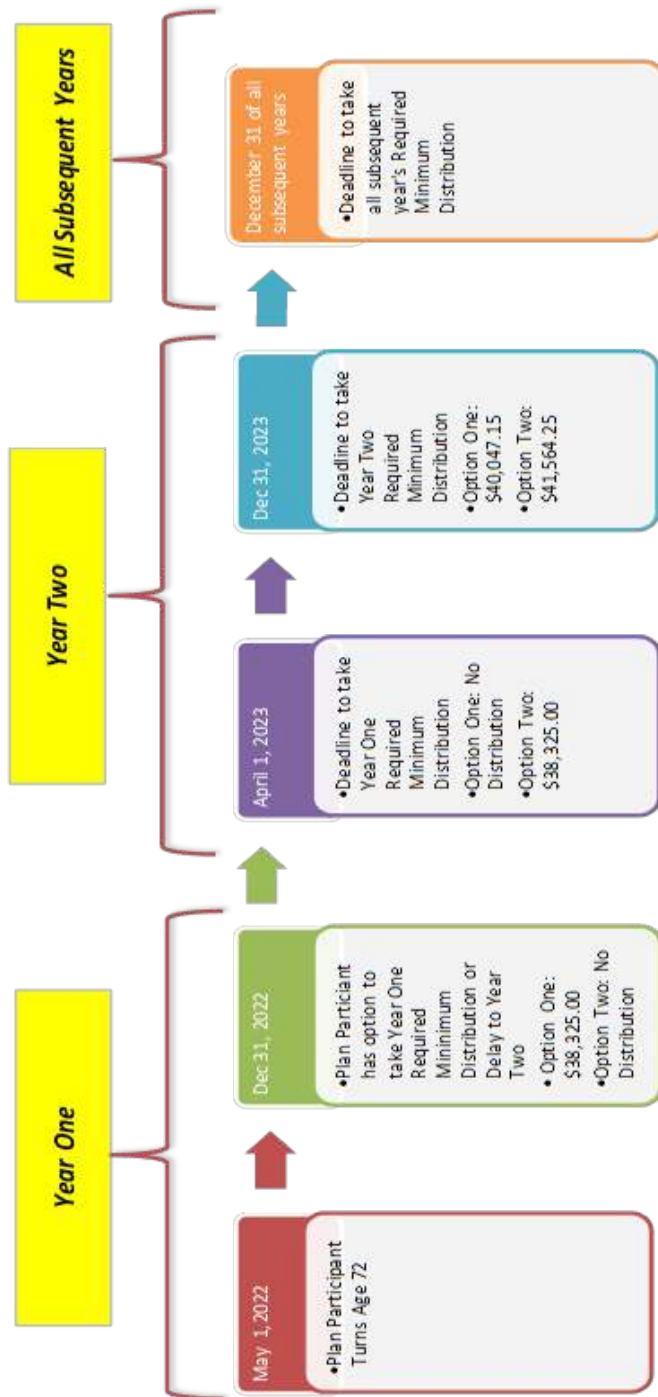 Year One
Year Two
All Subsequent Years
May 1, 2022
•Plan Participant
Turns Age 72
Dec 31, 2022
•Plan Particiant
has option to
take Year One
Required
Mininimum
Distribution or
Delay to Year
Two
• Option One:
$38,325.00
•Option Two: No
Distribution
April 1, 2023
•Deadline to take
Year One
Required
Minimum
Distribution
•Option One: No
Distribution
•Option Two:
$38,325.00
Dec 31, 2023
•Deadline to take
Year Two
Required
Minimum
Distribution
•Option One:
$40,047.15
•Option Two:
$41,564.25
December 31 of all
subsequent years
•Deadline to take
all subsequent
year's Required
Minimum
Distribution